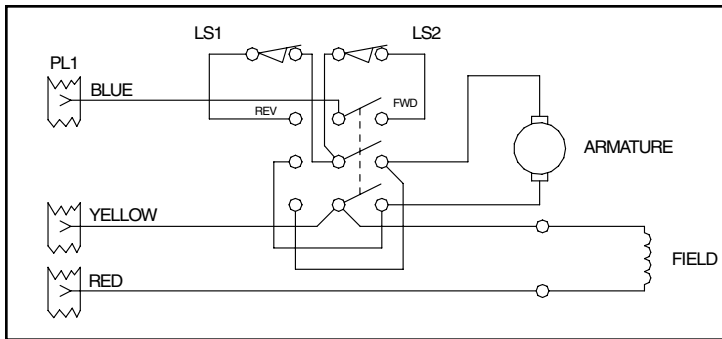 LS1
LS2
PL1
BLUE
REV
FWD
ARMATURE
YELLOW
RED
FIELD